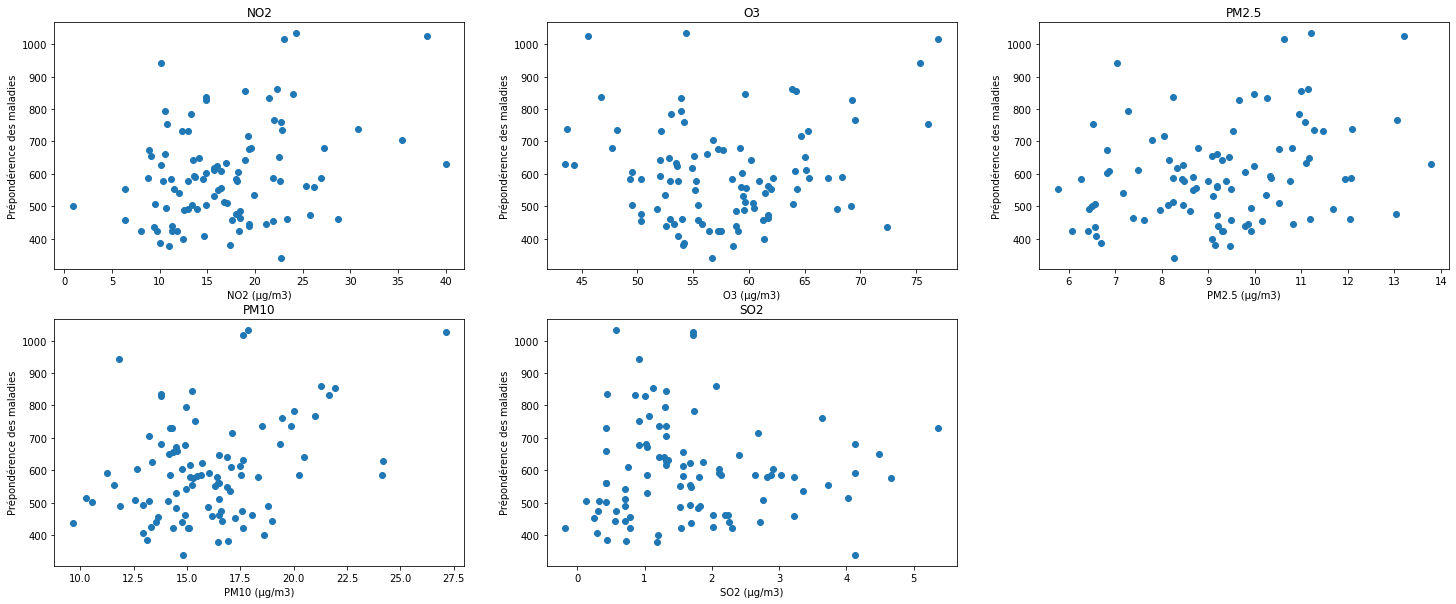 NO2
Prépondérence des maladies
1000
900
800
700
600
500
400
0 5 10 15 20 25 30 35 40
NO2 (μg/m3)
O3
Prépondérence des maladies
1000
900
800
700
600
500
400
45 50 55 60 65 70 75
O3 (μg/m3)
PM2.5
Prépondérence des maladies
1000
900
800
700
600
500
400
6 7 8 9 10 11 12 13 14
PM2.5 (μg/m3)
PM10
Prépondérence des maladies
1000
900
800
700
600
500
400
10.0 12.5 15.0 17.5 20.0 22.5 25.0 27.5
PM10 (μg/m3)
SO2
Prépondérence des maladies
1000
900
800
700
600
500
400
0 1 2 3 4 5
SO2 (μg/m3)